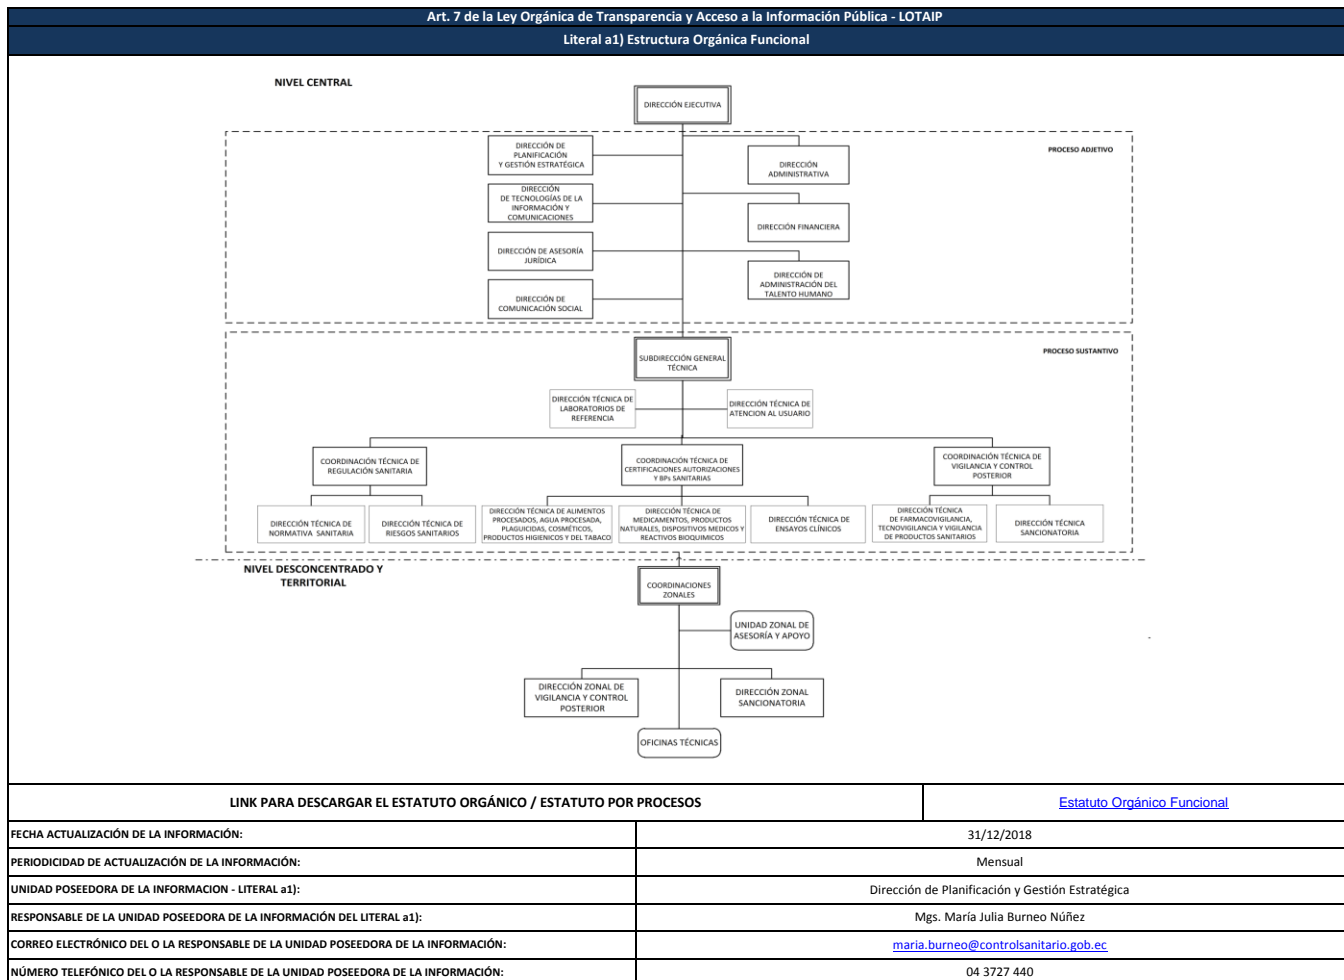 Art. 7 de la Ley Orgánica de Transparencia y Acceso a la Información Pública - LOTAIP
Literal a1) Estructura Orgánica Funcional
NIVEL CENTRAL
DIRECCIÓN EJECUTIVA
PROCESO ADJETIVO
DIRECCIÓN DE
PLANIFICACIÓN
Y GESTIÓN ESTRATÉGICA
DIRECCIÓN
ADMINISTRATIVA
DIRECCIÓN
DE TECNOLOGÍAS DE LA
INFORMACIÓN Y
COMUNICACIONES
DIRECCIÓN FINANCIERA
DIRECCIÓN DE ASESORÍA
JURÍDICA
DIRECCIÓN DE
ADMINISTRACIÓN DEL
TALENTO HUMANO
DIRECCIÓN DE
COMUNICACIÓN SOCIAL
PROCESO SUSTANTIVO
SUBDIRECCIÓN GENERAL
TÉCNICA
DIRECCIÓN TÉCNICA DE
LABORATORIOS DE
REFERENCIA
DIRECCIÓN TÉCNICA DE
ATENCION AL USUARIO
COORDINACIÓN TÉCNICA DE
REGULACIÓN SANITARIA
COORDINACIÓN TÉCNICA DE
CERTIFICACIONES AUTORIZACIONES
Y BPs SANITARIAS
COORDINACIÓN TÉCNICA DE
VIGILANCIA Y CONTROL
POSTERIOR
DIRECCIÓN TÉCNICA DE
NORMATIVA SANITARIA
DIRECCIÓN TÉCNICA DE
RIESGOS SANITARIOS
DIRECCIÓN TÉCNICA DE ALIMENTOS
PROCESADOS, AGUA PROCESADA,
PLAGUICIDAS, COSMÉTICOS,
PRODUCTOS HIGIENICOS Y DEL TABACO
DIRECCIÓN TÉCNICA DE
MEDICAMENTOS, PRODUCTOS
NATURALES, DISPOSITIVOS MEDICOS Y
REACTIVOS BIOQUIMICOS
DIRECCIÓN TÉCNICA DE
ENSAYOS CLÍNICOS
DIRECCIÓN TÉCNICA
DE FARMACOVIGILANCIA,
TECNOVIGILANCIA Y VIGILANCIA
DE PRODUCTOS SANITARIOS
DIRECCIÓN TÉCNICA
SANCIONATORIA
NIVEL DESCONCENTRADO Y
TERRITORIAL
COORDINACIONES
ZONALES
UNIDAD ZONAL DE
ASESORÍA Y APOYO
DIRECCIÓN ZONAL DE
VIGILANCIA Y CONTROL
POSTERIOR
DIRECCIÓN ZONAL
SANCIONATORIA
OFICINAS TÉCNICAS
LINK PARA DESCARGAR EL ESTATUTO ORGÁNICO / ESTATUTO POR PROCESOS
Estatuto Orgánico Funcional
FECHA ACTUALIZACIÓN DE LA INFORMACIÓN:
31/12/2018
PERIODICIDAD DE ACTUALIZACIÓN DE LA INFORMACIÓN:
Mensual
UNIDAD POSEEDORA DE LA INFORMACION - LITERAL a1):
Dirección de Planificación y Gestión Estratégica
RESPONSABLE DE LA UNIDAD POSEEDORA DE LA INFORMACIÓN DEL LITERAL a1):
Mgs. María Julia Burneo Núñez
CORREO ELECTRÓNICO DEL O LA RESPONSABLE DE LA UNIDAD POSEEDORA DE LA INFORMACIÓN:
maria.burneo@controlsanitario.gob.ec
NÚMERO TELEFÓNICO DEL O LA RESPONSABLE DE LA UNIDAD POSEEDORA DE LA INFORMACIÓN:
04 3727 440